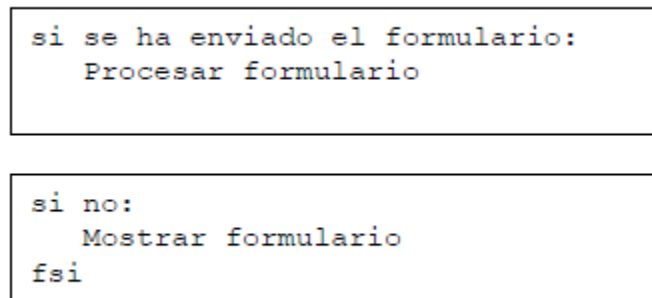 si se ha enviado el formulario:
Procesar formulario
si no:
Mostrar formulario
fsi